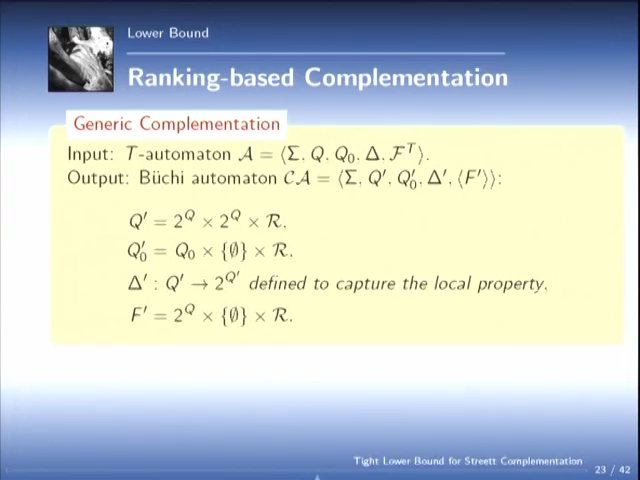 Lower Bound
Ranking-based Complementation
Generic Complementation
Input: T-automaton 𝒜 = ⟨Σ, Q, Q₀, Δ, ℱᵀ⟩.
Output: Büchi automaton 𝒞𝒜 = ⟨Σ, Q′, Q′₀, Δ′, ⟨F′⟩⟩:
Q′ = 2^Q × 2^Q × ℛ,
Q′₀ = Q₀ × {∅} × ℛ.
Δ′ : Q′ → 2^Q′ defined to capture the local property,
F′ = 2^Q × {∅} × ℛ.
Tight Lower Bound for Streett Complementation
23 / 42